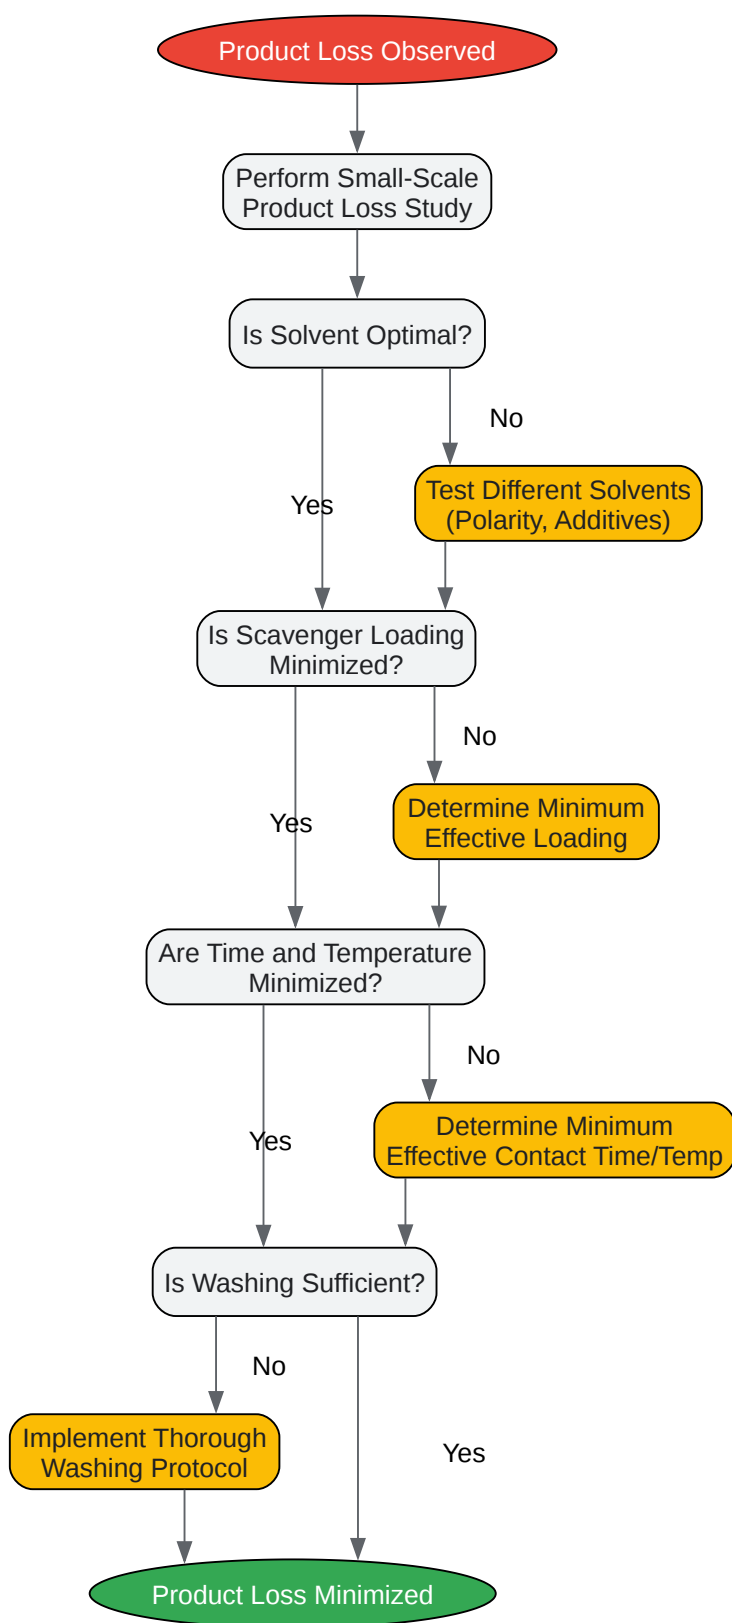 Product Loss Observed
Perform Small-Scale
Product Loss Study
Is Solvent Optimal?
No
Yes
Test Different Solvents
(Polarity, Additives)
Is Scavenger Loading
Minimized?
No
Yes
Determine Minimum
Effective Loading
Are Time and Temperature
Minimized?
No
Yes
Determine Minimum
Effective Contact Time/Temp
Is Washing Sufficient?
No
Implement Thorough
Washing Protocol
Yes
Product Loss Minimized